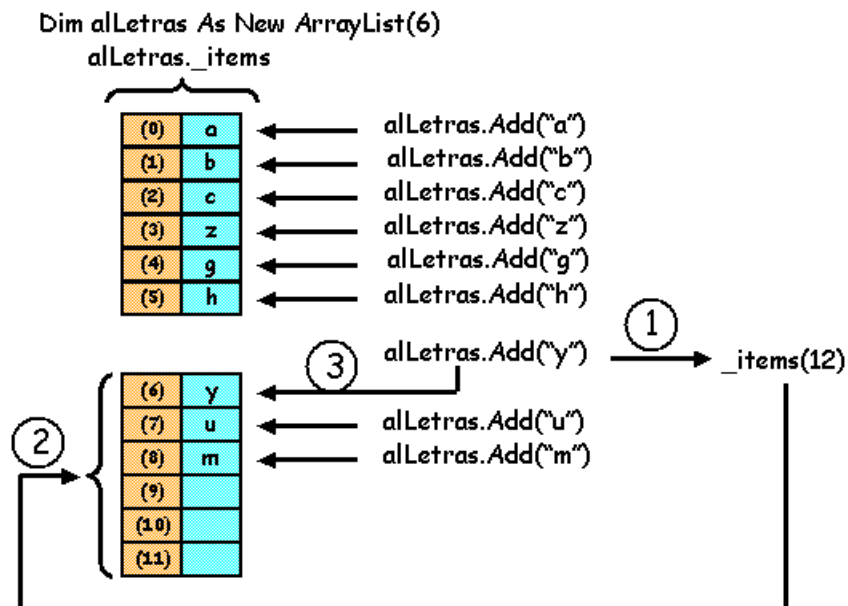 Dim alLetras As New ArrayList(6)
alLetras._items
(0) a alLetras.Add("a")
(1) b alLetras.Add("b")
(2) c alLetras.Add("c")
(3) z alLetras.Add("z")
(4) g alLetras.Add("g")
(5) h alLetras.Add("h")
1
alLetras.Add("y") _items(12)
3
(6) y
(7) u alLetras.Add("u")
2
(8) m alLetras.Add("m")
(9)
(10)
(11)